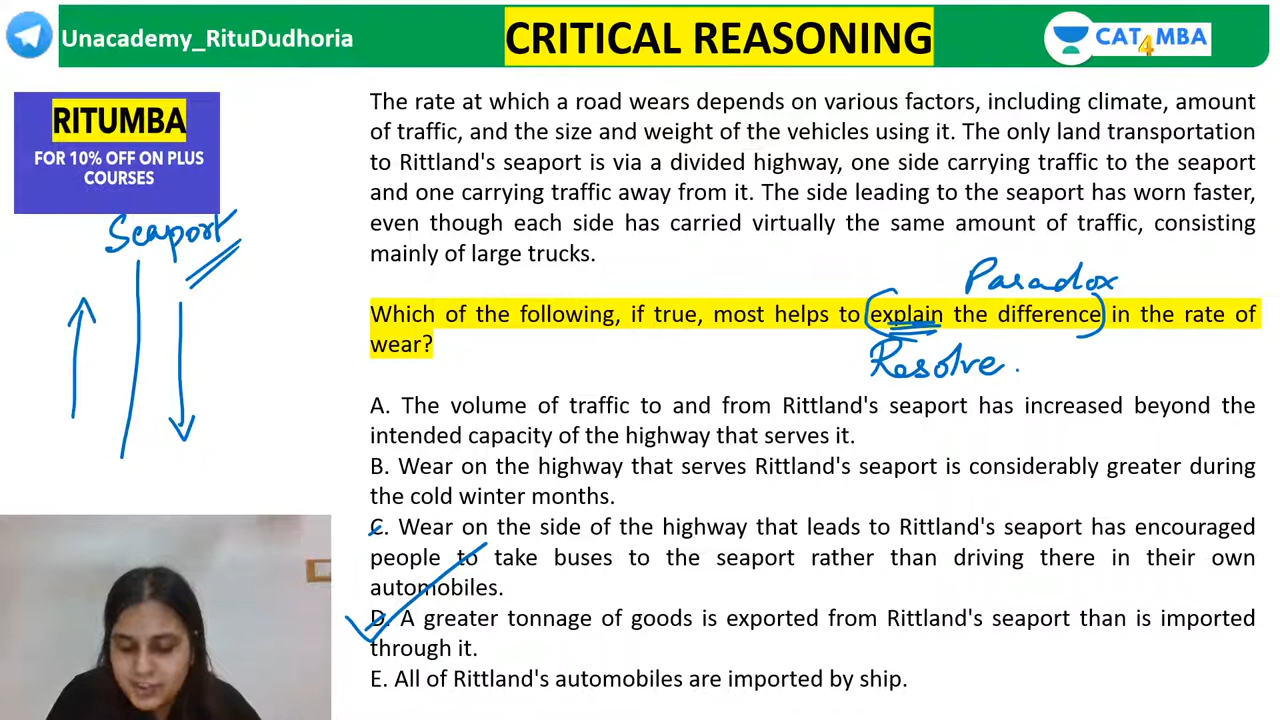 Unacademy_RituDudhoria
CRITICAL REASONING
CAT4MBA
RITUMBA
FOR 10% OFF ON PLUS
COURSES
Seaport
The rate at which a road wears depends on various factors, including climate, amount
of traffic, and the size and weight of the vehicles using it. The only land transportation
to Rittland's seaport is via a divided highway, one side carrying traffic to the seaport
and one carrying traffic away from it. The side leading to the seaport has worn faster,
even though each side has carried virtually the same amount of traffic, consisting
mainly of large trucks.
Paradox
Which of the following, if true, most helps to explain the difference in the rate of
wear?
Resolve.
A. The volume of traffic to and from Rittland's seaport has increased beyond the
intended capacity of the highway that serves it.
B. Wear on the highway that serves Rittland's seaport is considerably greater during
the cold winter months.
C. Wear on the side of the highway that leads to Rittland's seaport has encouraged
people to take buses to the seaport rather than driving there in their own
automobiles.
D. A greater tonnage of goods is exported from Rittland's seaport than is imported
through it.
E. All of Rittland's automobiles are imported by ship.